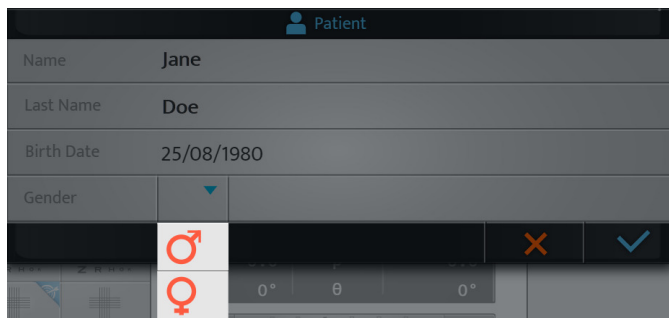 Patient
Name Jane
Last Name Doe
Birth Date 25/08/1980
Gender
0° θ 0°